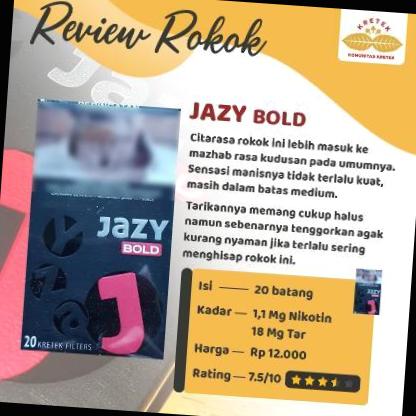 Review Rokok
KRETEK
KOMUNITAS KRETEK
JAZY BOLD
Citarasa rokok ini lebih masuk ke
mazhab rasa kudusan pada umumnya.
Sensasi manisnya tidak terlalu kuat,
masih dalam batas medium.
Tarikannya memang cukup halus
namun sebenarnya tenggorokan agak
kurang nyaman jika terlalu sering
menghisap rokok ini.
JAZY
BOLD
20 KRETEK FILTERS
Isi — 20 batang
Kadar — 1,1 Mg Nikotin
18 Mg Tar
Harga — Rp 12.000
Rating — 7.5/10
JAZY